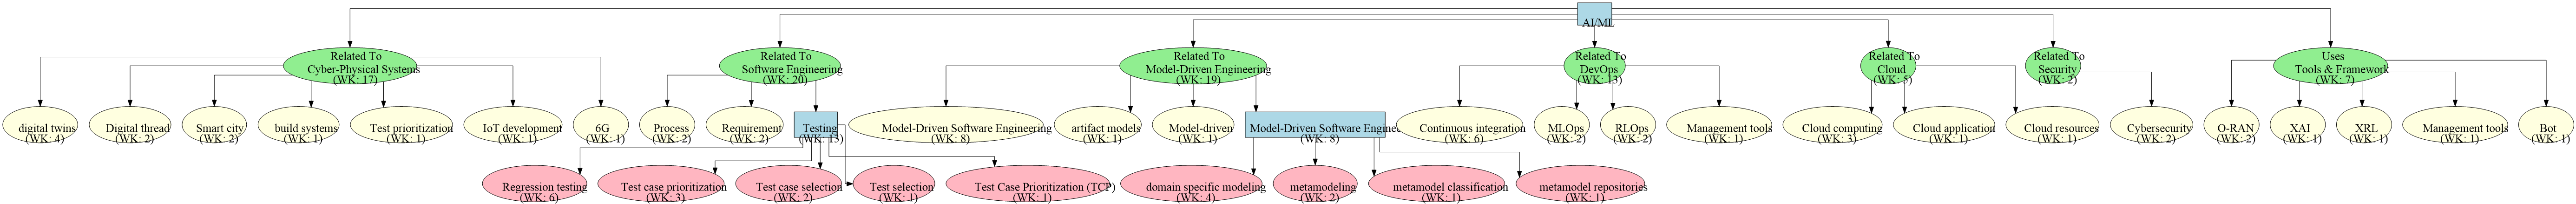 AI/ML
Related To
Cyber-Physical Systems
(WK: 17)
Related To
Software Engineering
(WK: 20)
Related To
Model-Driven Engineering
(WK: 19)
Related To
DevOps
(WK: 13)
Related To
Cloud
(WK: 5)
Related To
Security
(WK: 2)
Uses
Tools & Framework
(WK: 7)
digital twins
(WK: 4)
Digital thread
(WK: 2)
Smart city
(WK: 2)
build systems
(WK: 1)
Test prioritization
(WK: 1)
IoT development
(WK: 1)
6G
(WK: 1)
Process
(WK: 2)
Requirement
(WK: 2)
Testing
(WK: 13)
Model-Driven Software Engineering
(WK: 8)
artifact models
(WK: 1)
Model-driven
(WK: 1)
Model-Driven Software Enginee
(WK: 8)
Continuous integration
(WK: 6)
MLOps
(WK: 2)
RLOps
(WK: 2)
Management tools
(WK: 1)
Cloud computing
(WK: 3)
Cloud application
(WK: 1)
Cloud resources
(WK: 1)
Cybersecurity
(WK: 2)
O-RAN
(WK: 2)
XAI
(WK: 1)
XRL
(WK: 1)
Management tools
(WK: 1)
Bot
(WK: 1)
Regression testing
(WK: 6)
Test case prioritization
(WK: 3)
Test case selection
(WK: 2)
Test selection
(WK: 1)
Test Case Prioritization (TCP)
(WK: 1)
domain specific modeling
(WK: 4)
metamodeling
(WK: 2)
metamodel classification
(WK: 1)
metamodel repositories
(WK: 1)